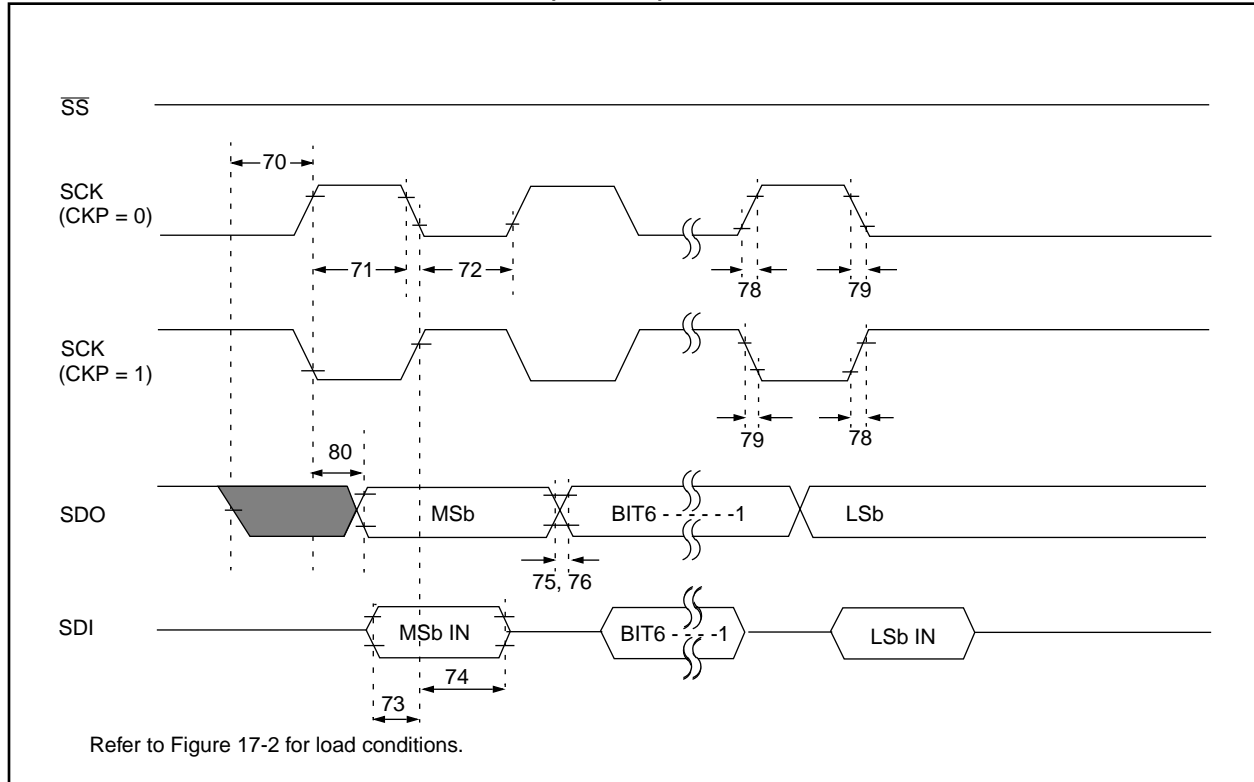 SS
70
SCK
(CKP = 0)
71
72
78
79
SCK
(CKP = 1)
79
78
80
SDO
MSb
BIT6 - - - - - -1
LSb
75, 76
SDI
MSb IN
BIT6 - - - -1
LSb IN
74
73
Refer to Figure 17-2 for load conditions.